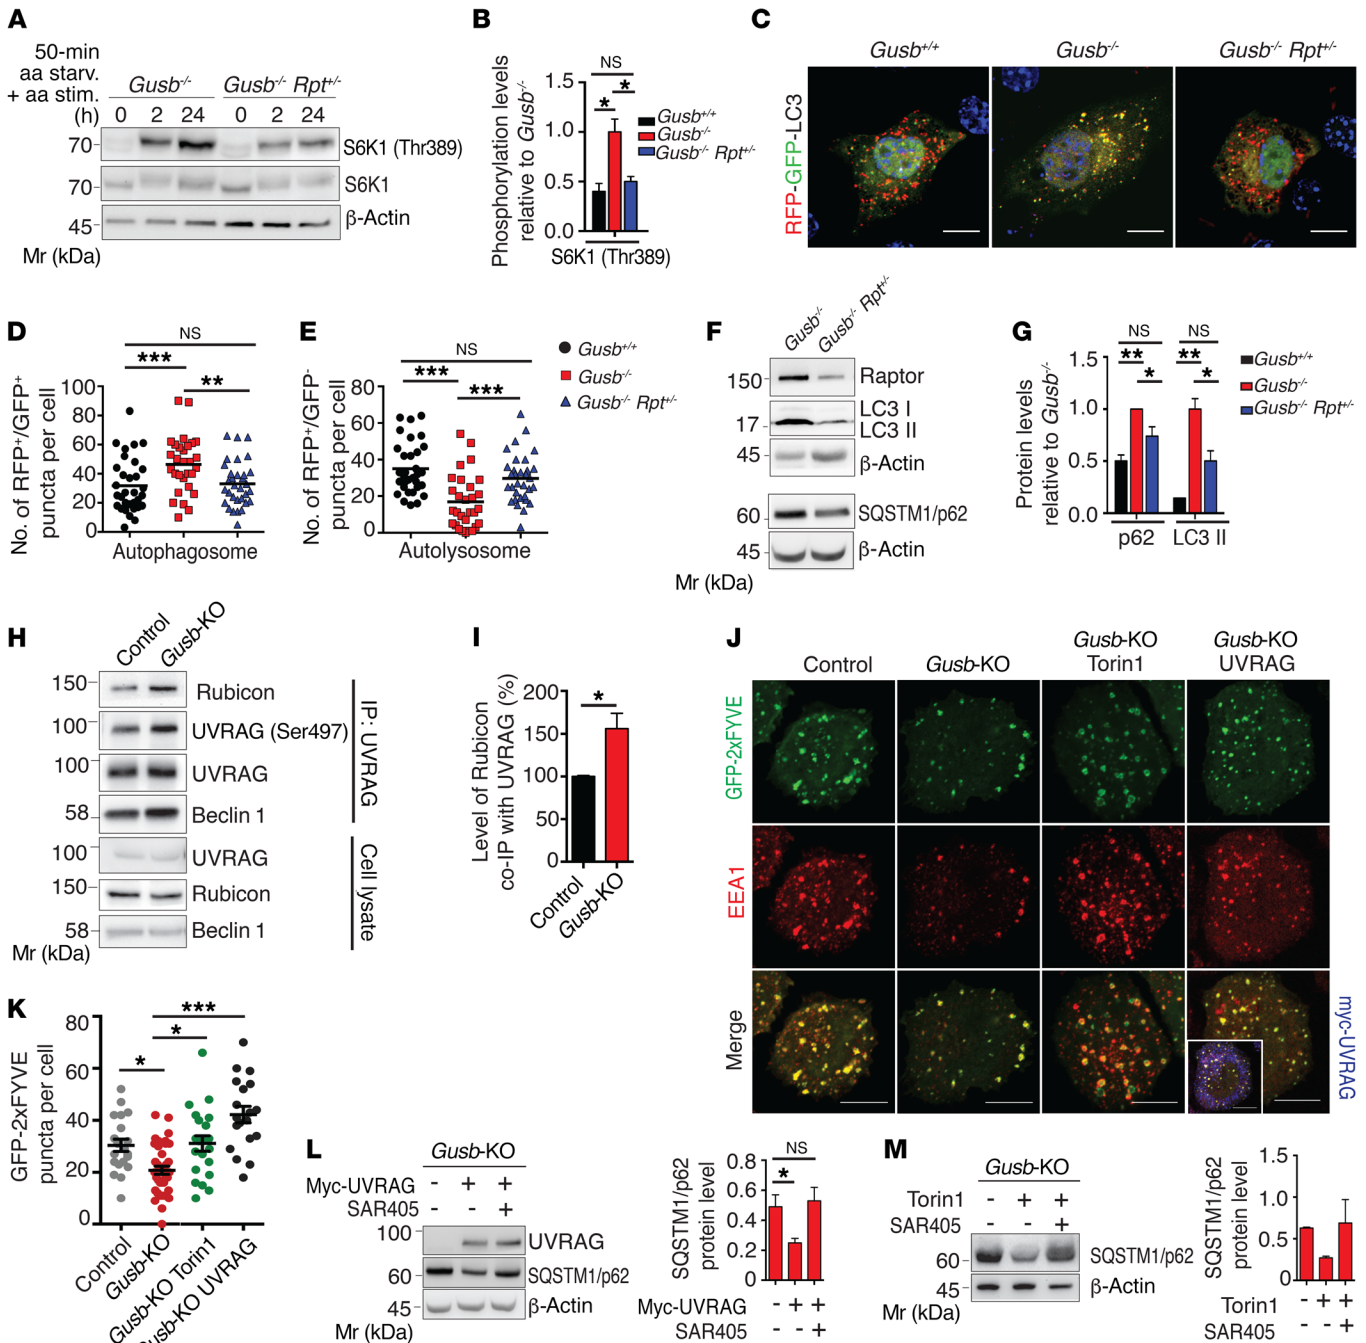 A
50-min
aa starv.
+ aa stim.
(h)
Gusb-/-
Gusb-/- Rpt+/-
0 2 24 0 2 24
70
S6K1 (Thr389)
70
S6K1
45
β-Actin
Mr (kDa)
B
Phosphorylation levels
relative to Gusb-/-
1.5
1.0
0.5
0.0
NS
* *
S6K1 (Thr389)
Gusb+/+
Gusb-/-
Gusb-/- Rpt+/-
C
Gusb+/+
Gusb-/-
Gusb-/- Rpt+/-
RFP-GFP-LC3
D
No. of RFP+/GFP+
puncta per cell
100
80
60
40
20
0
NS
***
**
Autophagosome
E
No. of RFP+/GFP-
puncta per cell
80
60
40
20
0
NS
***
***
Autolysosome
Gusb+/+
Gusb-/-
Gusb-/- Rpt+/-
F
Gusb-/-
Gusb-/- Rpt+/-
150
Raptor
17
LC3 I
LC3 II
45
β-Actin
60
SQSTM1/p62
45
β-Actin
Mr (kDa)
G
Protein levels
relative to Gusb-/-
1.5
1.0
0.5
0.0
NS NS
** **
* *
p62 LC3 II
Gusb+/+
Gusb-/-
Gusb-/- Rpt+/-
H
Control
Gusb-KO
150
Rubicon
100
UVRAG (Ser497)
100
UVRAG
58
Beclin 1
IP: UVRAG
100
UVRAG
150
Rubicon
58
Beclin 1
Cell lysate
Mr (kDa)
I
Level of Rubicon
co-IP with UVRAG (%)
200
150
100
50
0
*
Control
Gusb-KO
J
Control
Gusb-KO
Gusb-KO
Torin1
Gusb-KO
UVRAG
GFP-2xFYVE
EEA1
Merge
myc-UVRAG
K
GFP-2xFYVE
puncta per cell
80
60
40
20
0
***
*
*
Control
Gusb-KO
Gusb-KO Torin1
Gusb-KO UVRAG
L
Gusb-KO
Myc-UVRAG - + +
SAR405 - - +
100
UVRAG
60
SQSTM1/p62
45
β-Actin
Mr (kDa)
SQSTM1/p62
protein level
0.8
0.6
0.4
0.2
0
NS
*
Myc-UVRAG - + +
SAR405 - - +
M
Gusb-KO
Torin1 - + +
SAR405 - - +
60
SQSTM1/p62
45
β-Actin
Mr (kDa)
SQSTM1/p62
protein level
1.5
1.0
0.5
0
Torin1 - + +
SAR405 - - +